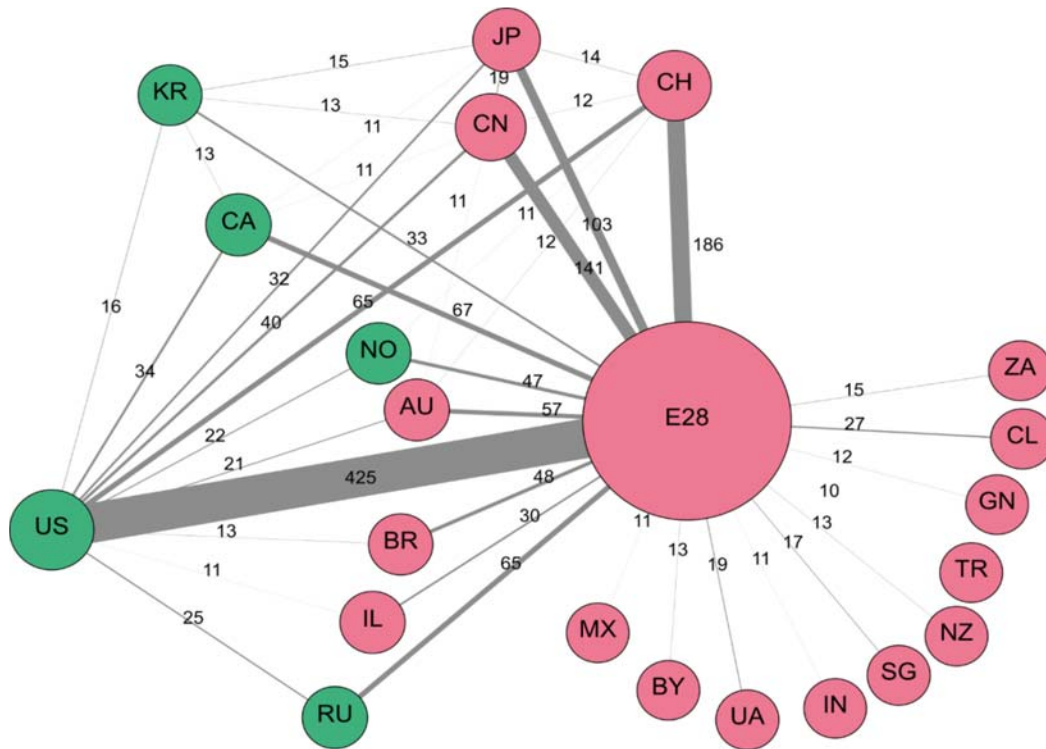 JP
15
14
KR
19
CH
13
12
CN
11
13
11
11
11
CA
103
33
12
186
141
32
16
65
67
40
NO
47
ZA
34
15
AU
57
E28
22
27
CL
21
12
425
48
10
GN
US
30
11
13
13
BR
13
17
11
65
19
11
TR
25
IL
MX
NZ
SG
BY
IN
RU
UA